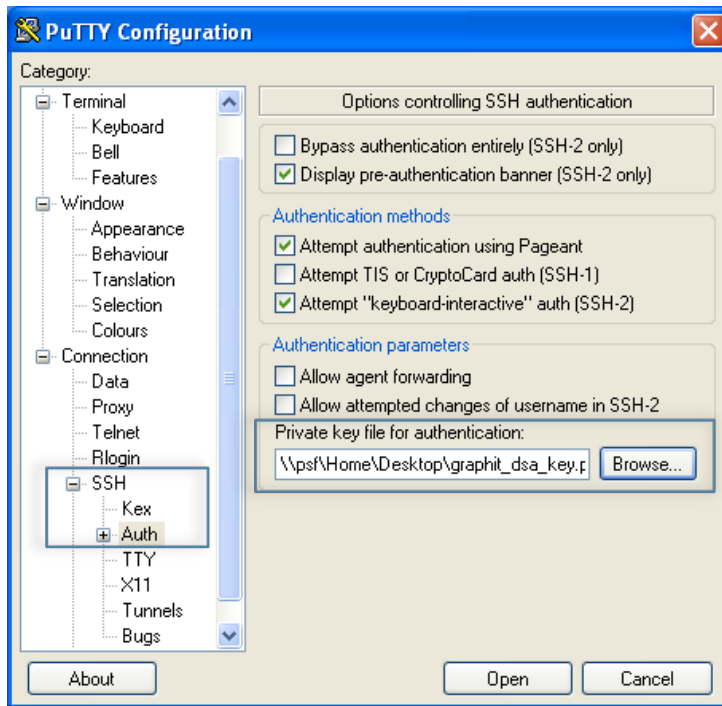 PuTTY Configuration
Category:
Terminal
Keyboard
Bell
Features
Window
Appearance
Behaviour
Translation
Selection
Colours
Connection
Data
Proxy
Telnet
Rlogin
SSH
Kex
Auth
TTY
X11
Tunnels
Bugs
Options controlling SSH authentication
Bypass authentication entirely (SSH-2 only)
Display pre-authentication banner (SSH-2 only)
Authentication methods
Attempt authentication using Pageant
Attempt TIS or CryptoCard auth (SSH-1)
Attempt "keyboard-interactive" auth (SSH-2)
Authentication parameters
Allow agent forwarding
Allow attempted changes of username in SSH-2
Private key file for authentication:
\\psf\Home\Desktop\graphit_dsa_key.p
Browse...
About
Open
Cancel